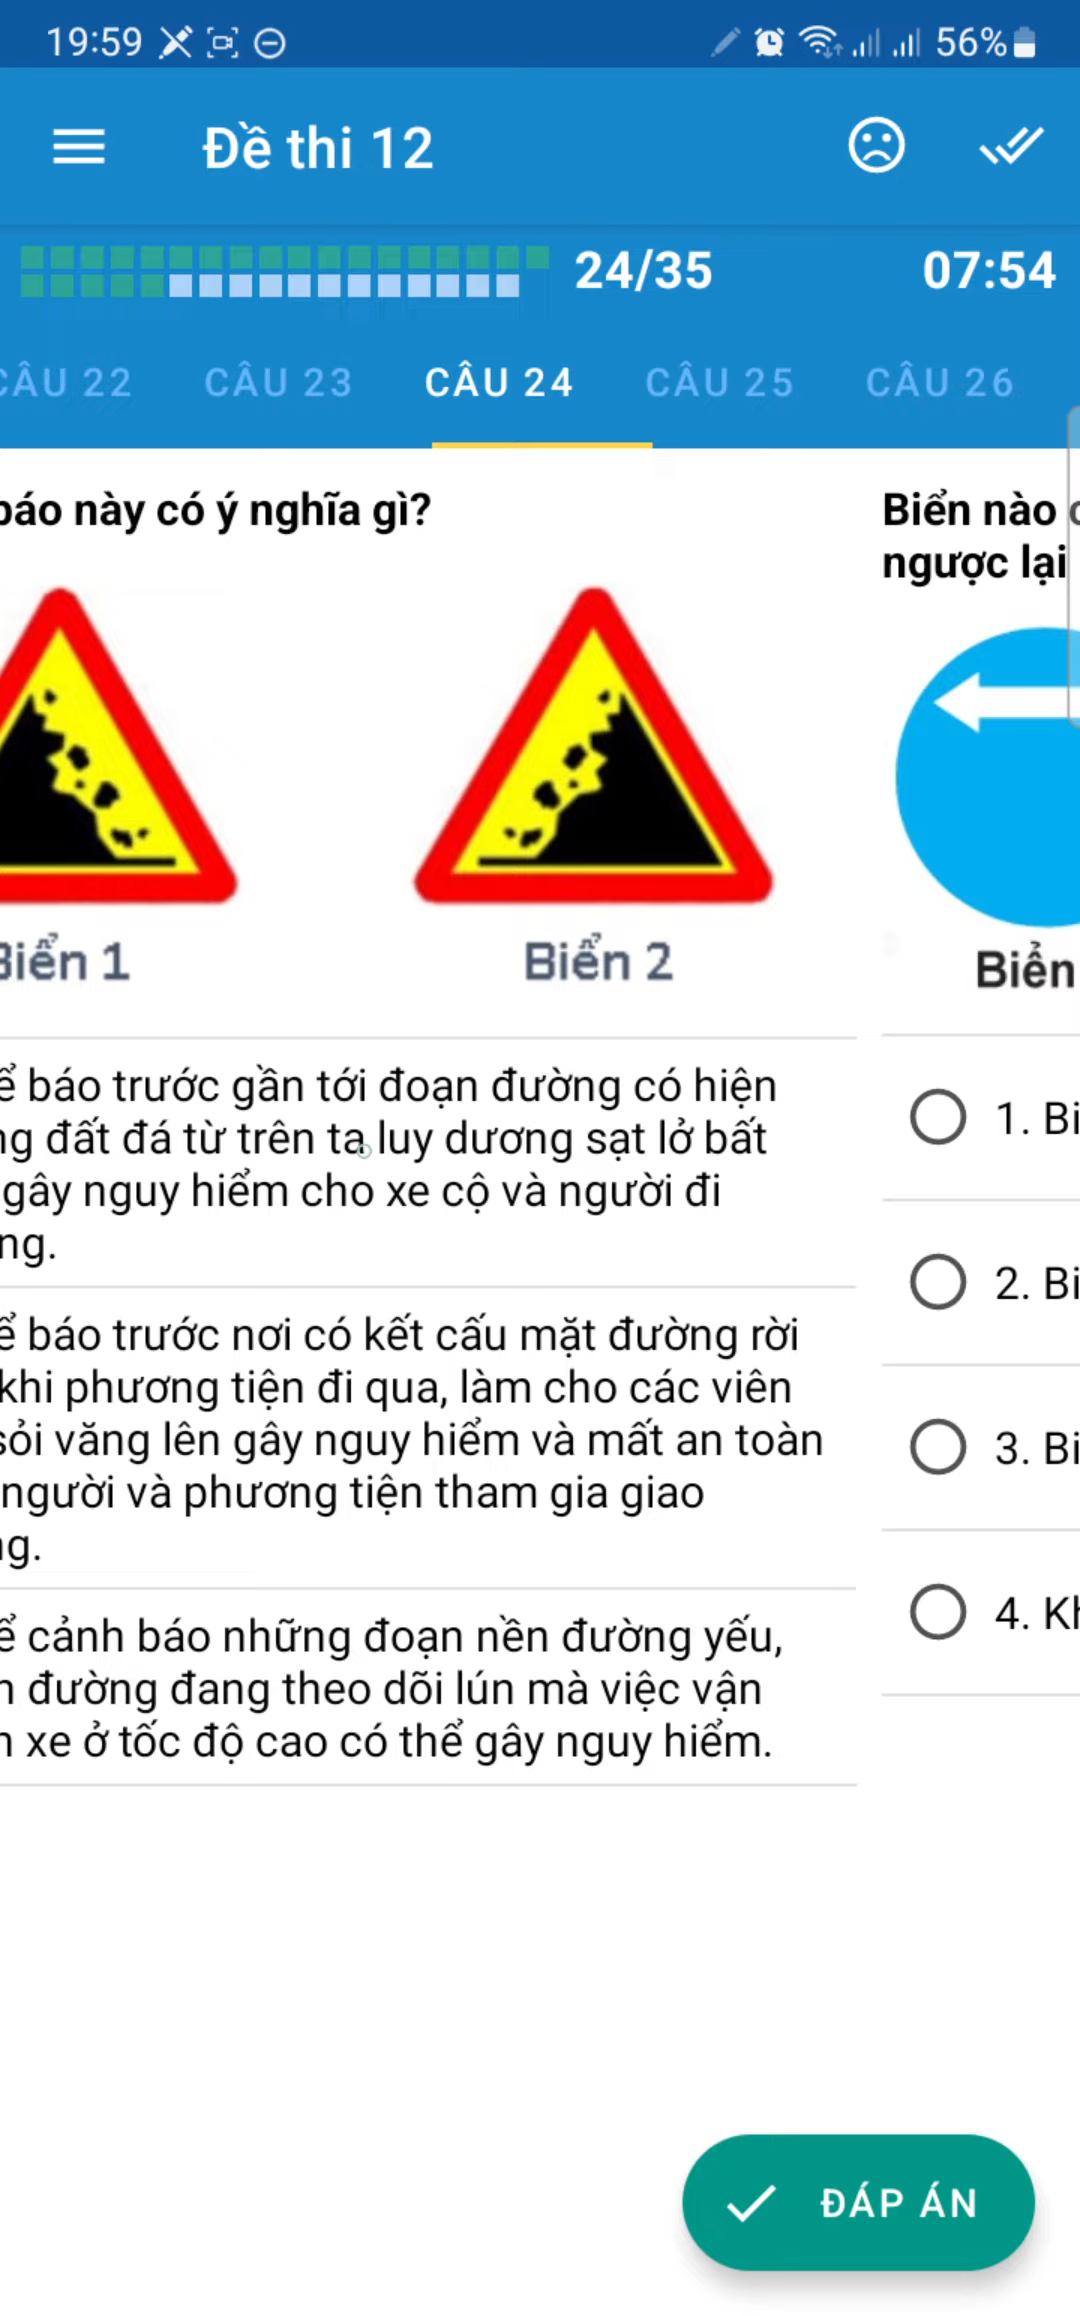 19:59
56%
Đề thi 12
24/35
07:54
CÂU 22
CÂU 23
CÂU 24
CÂU 25
CÂU 26
báo này có ý nghĩa gì?
Biển 1
Biển 2
báo trước gần tới đoạn đường có hiện
đất đá từ trên ta luy dương sạt lở bất
gây nguy hiểm cho xe cộ và người đi
báo trước nơi có kết cấu mặt đường rời
khi phương tiện đi qua, làm cho các viên
sỏi văng lên gây nguy hiểm và mất an toàn
người và phương tiện tham gia giao
cảnh báo những đoạn nền đường yếu,
đường đang theo dõi lún mà việc vận
xe ở tốc độ cao có thể gây nguy hiểm.
Biển nào
ngược lại
Biển
1. Bi
2. Bi
3. Bi
4. Kh
ĐÁP ÁN